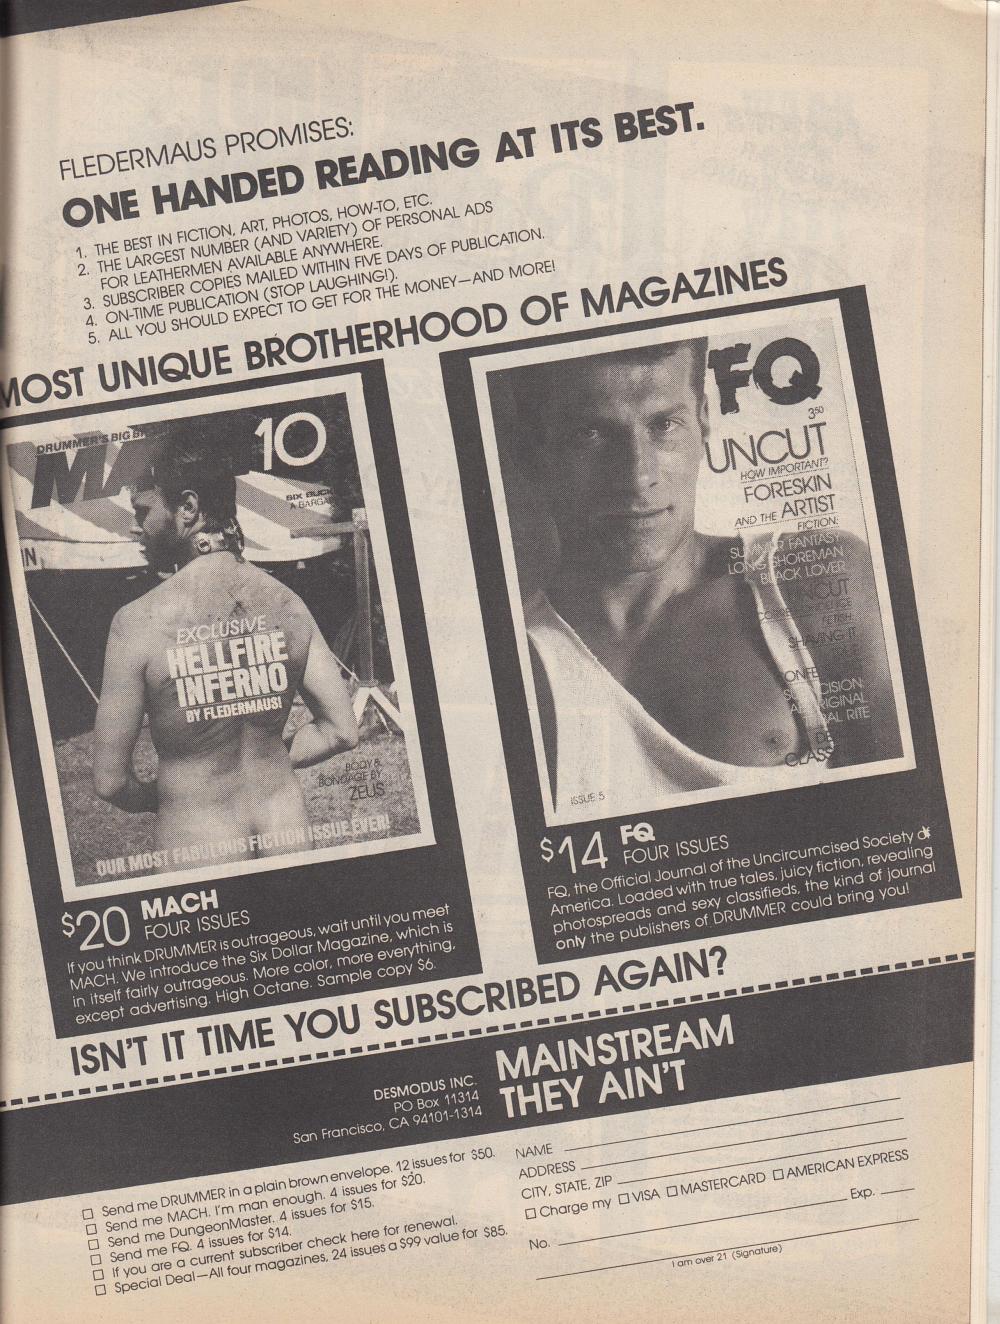 FLEDERMAUS PROMISES:
ONE HANDED READING AT ITS BEST.
1. THE BEST IN FICTION, ART, PHOTOS, HOW-TO, ETC.
2. THE LARGEST NUMBER (AND VARIETY) OF PERSONAL ADS
FOR LEATHERMEN AVAILABLE ANYWHERE.
3. SUBSCRIBER COPIES MAILED WITHIN FIVE DAYS OF PUBLICATION.
4. ON-TIME PUBLICATION (STOP LAUGHING!).
5. ALL YOU SHOULD EXPECT TO GET FOR THE MONEY—AND MORE!
MOST UNIQUE BROTHERHOOD OF MAGAZINES
DRUMMER'S BIG
10
SIX BUCK
A BARGA
EXCLUSIVE
HELLFIRE
INFERNO
BY FLEDERMAUS!
BODY &
BONDAGE BY
ZEUS
OUR MOST FABULOUS FICTION ISSUE EVER!
$20 MACH
FOUR ISSUES
If you think DRUMMER is outrageous, wait until you meet
MACH. We introduce the Six Dollar Magazine, which is
in itself fairly outrageous. More color, more everything,
except advertising. High Octane. Sample copy $6.
FQ
3.50
UNCUT
HOW IMPORTANT?
FORESKIN
AND THE ARTIST
FICTION:
SUMMER FANTASY
LONGSHOREMAN
BLACK LOVER
UNCUT
CORRESPONDENCE
FETISH:
SHAVING IT
TRIBAL RITE
ISSUE 5
$14 FQ
FOUR ISSUES
FQ, the Official Journal of the Uncircumcised Society of
America. Loaded with true tales, juicy fiction, revealing
photospreads and sexy classifieds, the kind of journal
only the publishers of DRUMMER could bring you!
ISN'T IT TIME YOU SUBSCRIBED AGAIN?
DESMODUS INC.
PO Box 11314
San Francisco, CA 94101-1314
MAINSTREAM
THEY AIN'T
Send me DRUMMER in a plain brown envelope. 12 issues for $50.
Send me MACH. I'm man enough. 4 issues for $20.
Send me DungeonMaster. 4 issues for $15.
Send me FQ. 4 issues for $14.
If you are a current subscriber check here for renewal.
Special Deal—All four magazines, 24 issues a $99 value for $85.
NAME
ADDRESS
CITY, STATE, ZIP
Charge my VISA MASTERCARD AMERICAN EXPRESS
No. Exp.
I am over 21 (Signature)